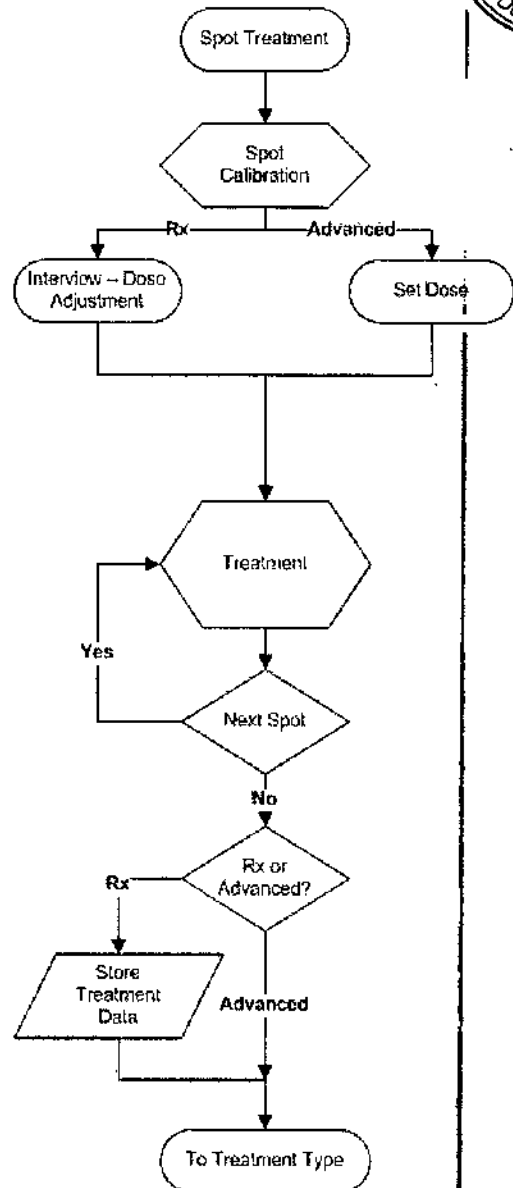 Spot Treatment
Spot
Calibration
Rx
Advanced
Interview – Dose
Adjustment
Set Dose
Treatment
Yes
Next Spot
No
Rx or
Advanced?
Rx
Store
Treatment
Data
Advanced
To Treatment Type